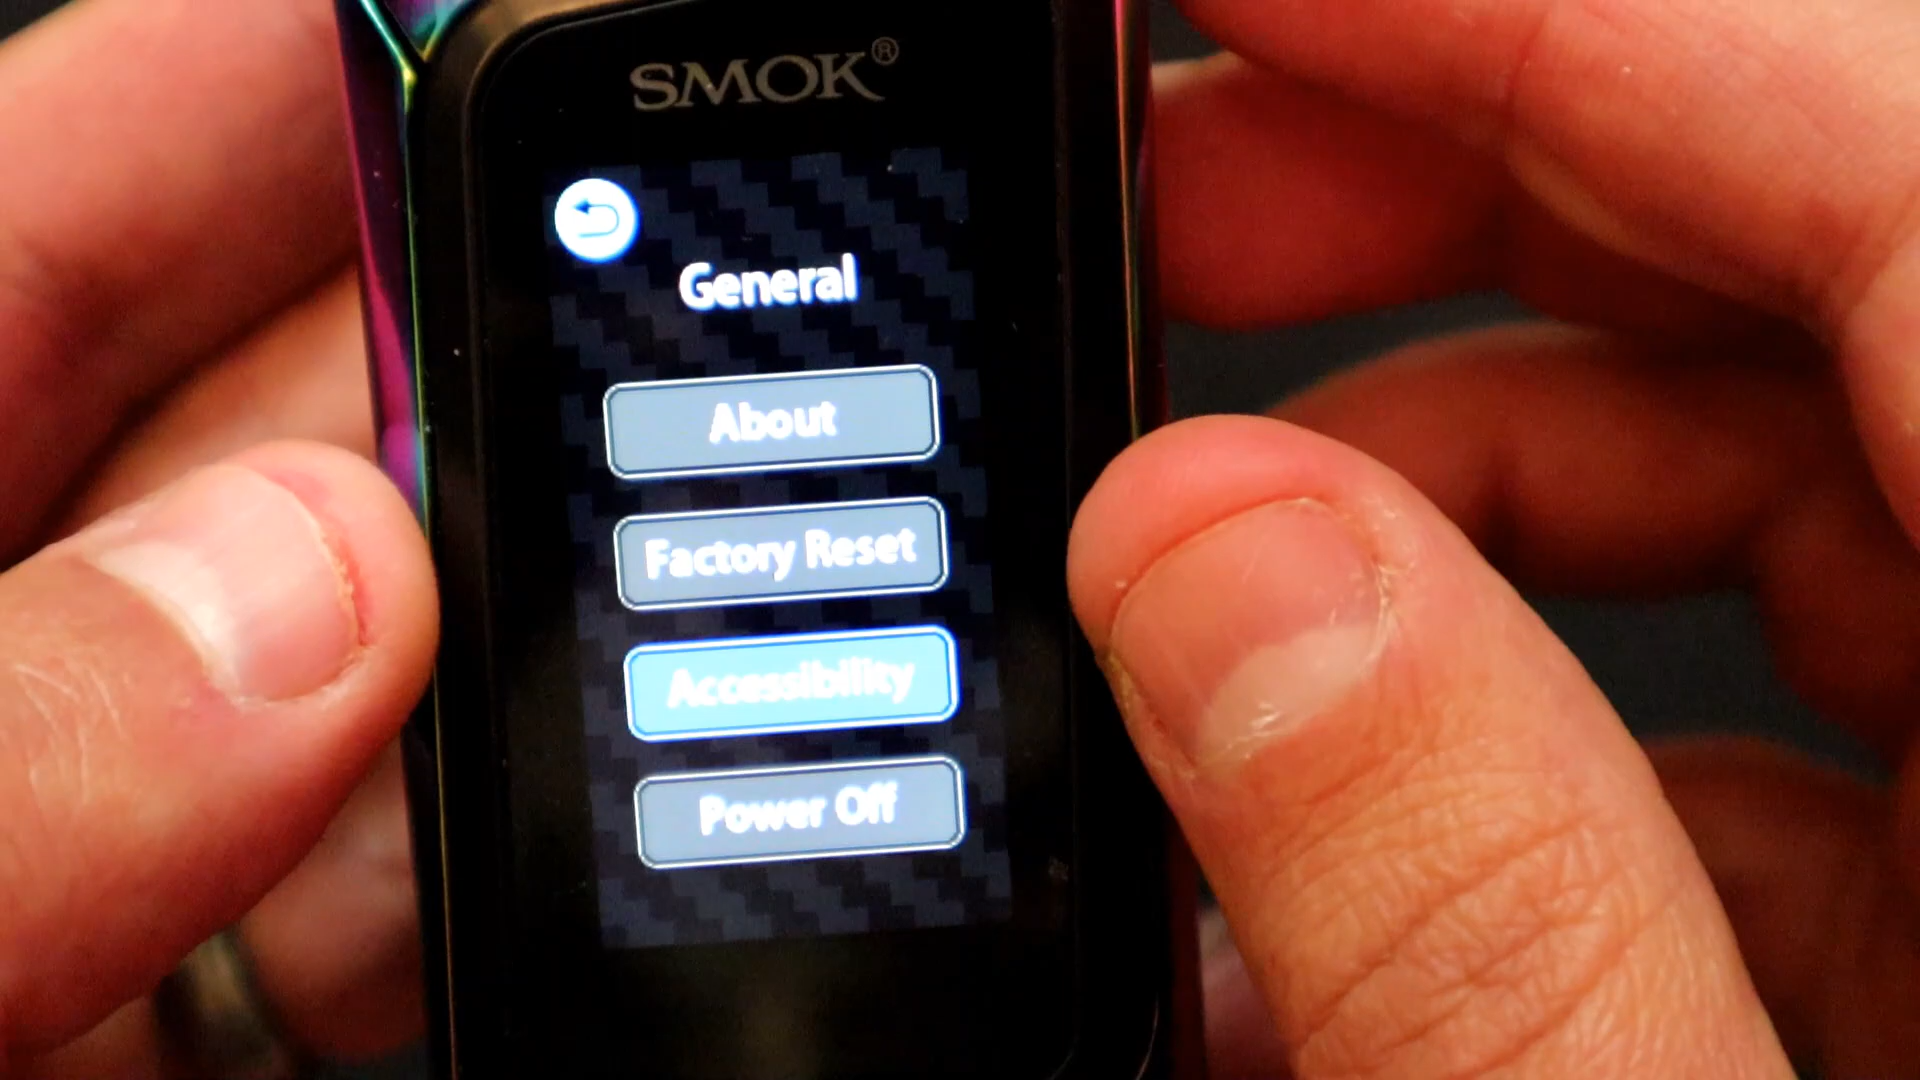 SMOK®
General
About
Factory Reset
Accessibility
Power Off